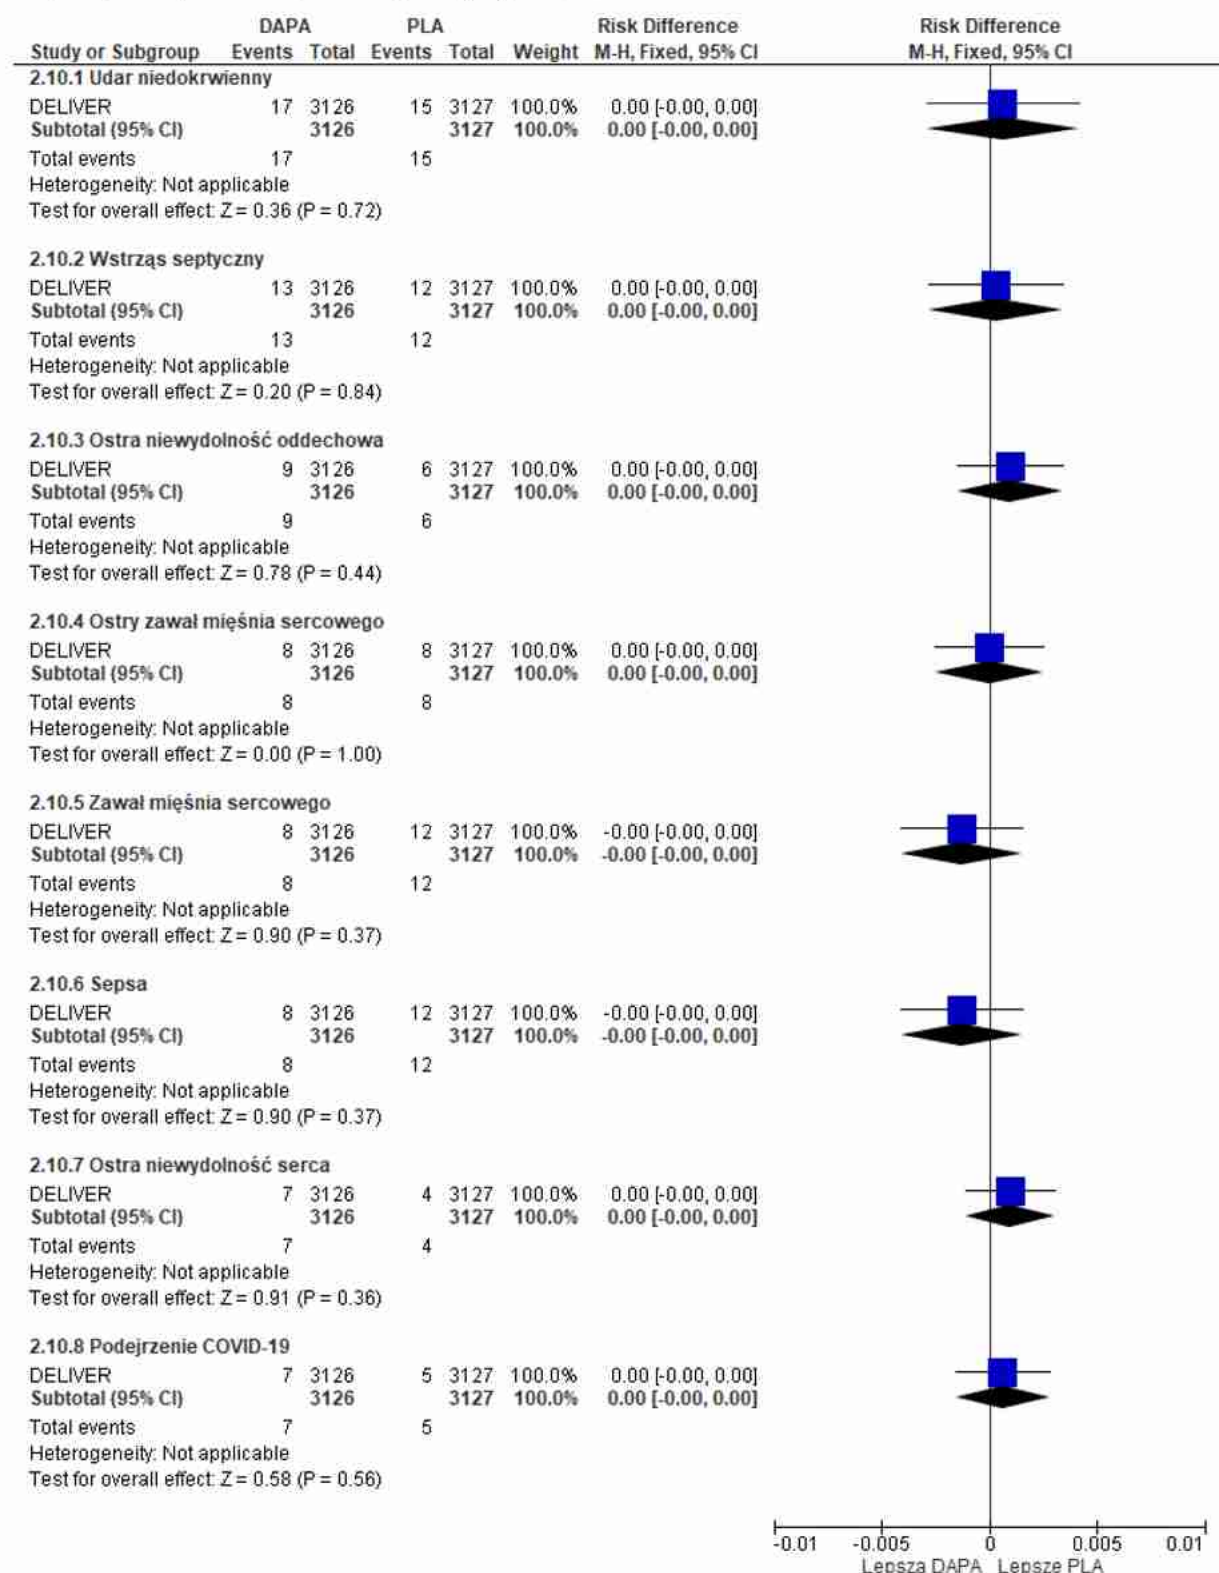 DAPA PLA Risk Difference Risk Difference
Study or Subgroup Events Total Events Total Weight M-H, Fixed, 95% CI M-H, Fixed, 95% CI
2.10.1 Udar niedokrwienny
DELIVER 17 3126 15 3127 100.0% 0.00 [-0.00, 0.00]
Subtotal (95% CI) 3126 3127 100.0% 0.00 [-0.00, 0.00]
Total events 17 15
Heterogeneity: Not applicable
Test for overall effect: Z = 0.36 (P = 0.72)
2.10.2 Wstrząs septyczny
DELIVER 13 3126 12 3127 100.0% 0.00 [-0.00, 0.00]
Subtotal (95% CI) 3126 3127 100.0% 0.00 [-0.00, 0.00]
Total events 13 12
Heterogeneity: Not applicable
Test for overall effect: Z = 0.20 (P = 0.84)
2.10.3 Ostra niewydolność oddechowa
DELIVER 9 3126 6 3127 100.0% 0.00 [-0.00, 0.00]
Subtotal (95% CI) 3126 3127 100.0% 0.00 [-0.00, 0.00]
Total events 9 6
Heterogeneity: Not applicable
Test for overall effect: Z = 0.78 (P = 0.44)
2.10.4 Ostry zawał mięśnia sercowego
DELIVER 8 3126 8 3127 100.0% 0.00 [-0.00, 0.00]
Subtotal (95% CI) 3126 3127 100.0% 0.00 [-0.00, 0.00]
Total events 8 8
Heterogeneity: Not applicable
Test for overall effect: Z = 0.00 (P = 1.00)
2.10.5 Zawał mięśnia sercowego
DELIVER 8 3126 12 3127 100.0% -0.00 [-0.00, 0.00]
Subtotal (95% CI) 3126 3127 100.0% -0.00 [-0.00, 0.00]
Total events 8 12
Heterogeneity: Not applicable
Test for overall effect: Z = 0.90 (P = 0.37)
2.10.6 Sepsa
DELIVER 8 3126 12 3127 100.0% -0.00 [-0.00, 0.00]
Subtotal (95% CI) 3126 3127 100.0% -0.00 [-0.00, 0.00]
Total events 8 12
Heterogeneity: Not applicable
Test for overall effect: Z = 0.90 (P = 0.37)
2.10.7 Ostra niewydolność serca
DELIVER 7 3126 4 3127 100.0% 0.00 [-0.00, 0.00]
Subtotal (95% CI) 3126 3127 100.0% 0.00 [-0.00, 0.00]
Total events 7 4
Heterogeneity: Not applicable
Test for overall effect: Z = 0.91 (P = 0.36)
2.10.8 Podejrzenie COVID-19
DELIVER 7 3126 5 3127 100.0% 0.00 [-0.00, 0.00]
Subtotal (95% CI) 3126 3127 100.0% 0.00 [-0.00, 0.00]
Total events 7 5
Heterogeneity: Not applicable
Test for overall effect: Z = 0.58 (P = 0.56)
-0.01 -0.005 0 0.005 0.01
Lepsza DAPA Lepsze PLA